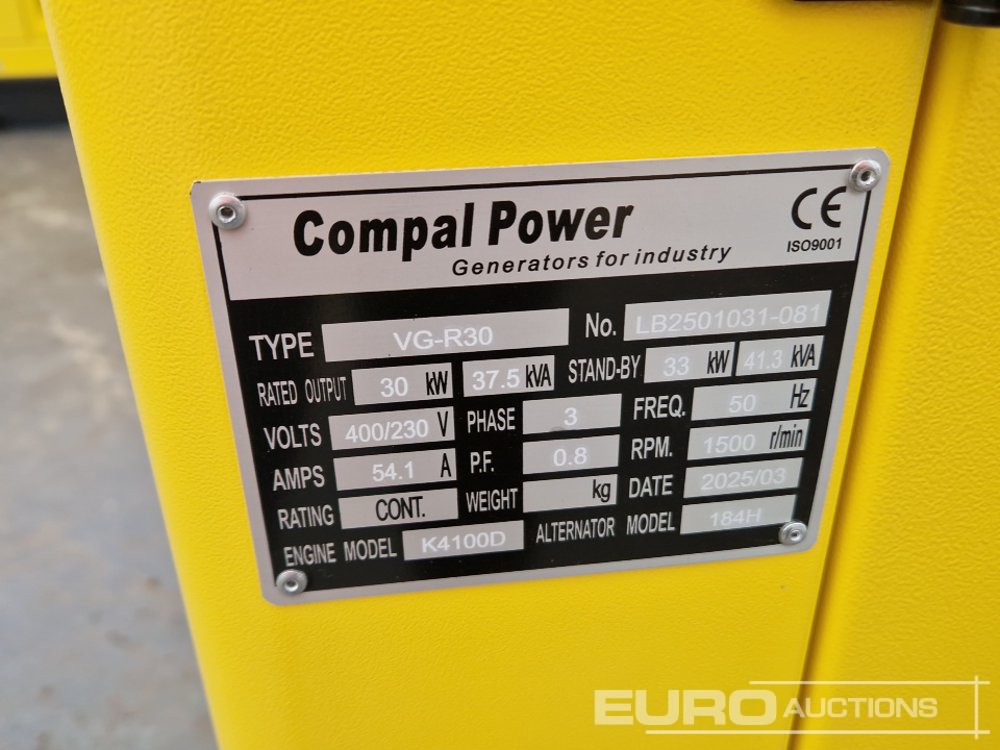 Compal Power
CE
Generators for industry
ISO9001
TYPE VG-R30 No. LB2501031-081
RATED OUTPUT 30 kW 37.5 kVA STAND-BY 33 kW 41.3 kVA
VOLTS 400/230 V PHASE 3 FREQ. 50 Hz
AMPS 54.1 A P.F. 0.8 RPM. 1500 r/min
RATING CONT. WEIGHT kg DATE 2025/03
ENGINE MODEL K4100D ALTERNATOR MODEL 184H
EURO AUCTIONS